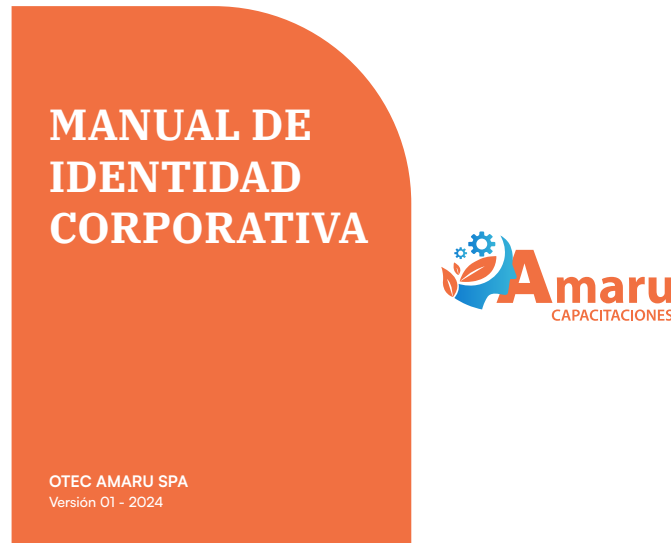 MANUAL DE
IDENTIDAD
CORPORATIVA
Amaru
CAPACITACIONES
OTEC AMARU SPA
Versión 01 - 2024